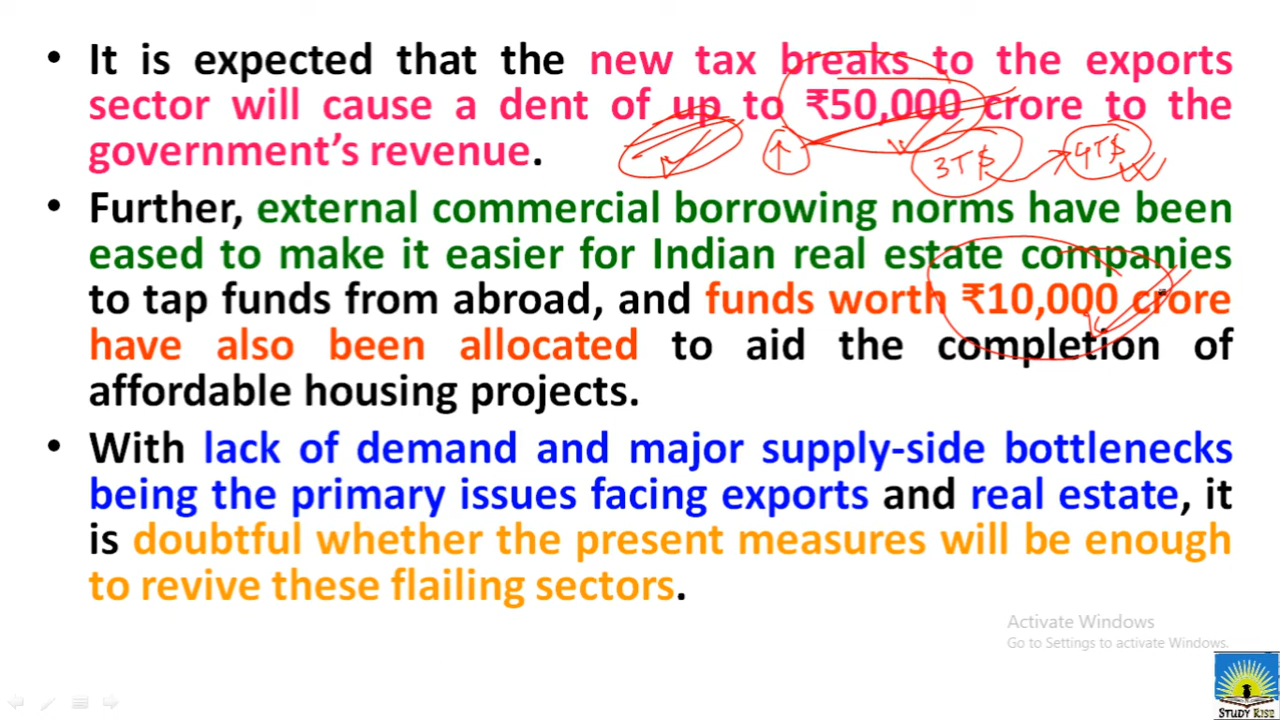 • It is expected that the new tax breaks to the exports
sector will cause a dent of up to ₹50,000 crore to the
government's revenue.
↑ 3T$ 4T$
• Further, external commercial borrowing norms have been
eased to make it easier for Indian real estate companies
to tap funds from abroad, and funds worth ₹10,000 crore
have also been allocated to aid the completion of
affordable housing projects.
• With lack of demand and major supply-side bottlenecks
being the primary issues facing exports and real estate, it
is doubtful whether the present measures will be enough
to revive these flailing sectors.
Activate Windows
Go to Settings to activate Windows.
STUDY RISE